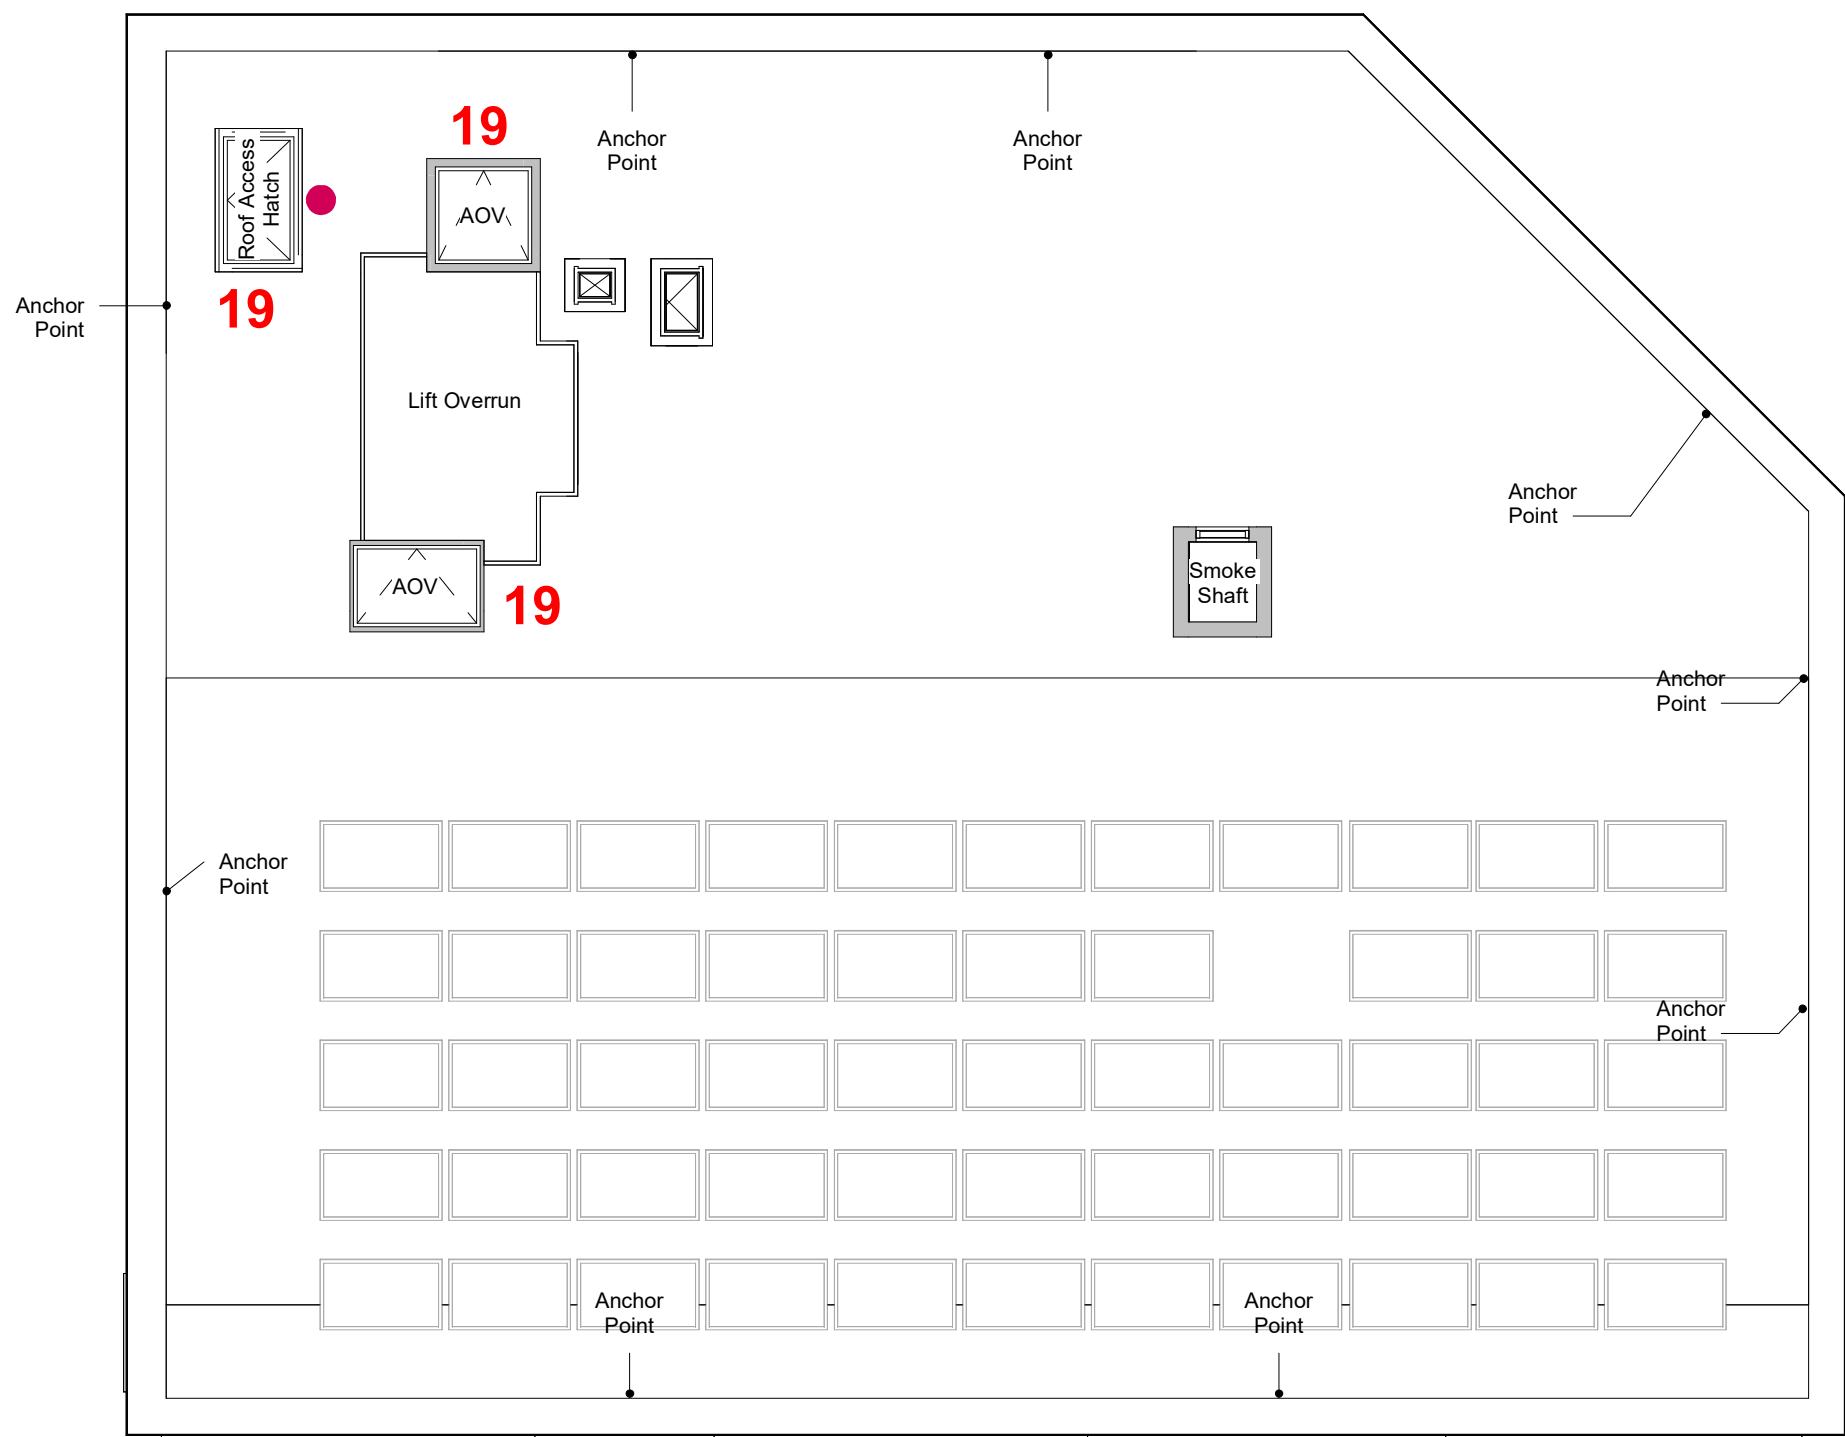 19
Anchor
Point
Anchor
Point
Roof Access
Hatch
AOV
19
Anchor
Point
Lift Overrun
Anchor
Point
AOV
19
Smoke
Shaft
Anchor
Point
Anchor
Point
Anchor
Point
Anchor
Point
Anchor
Point